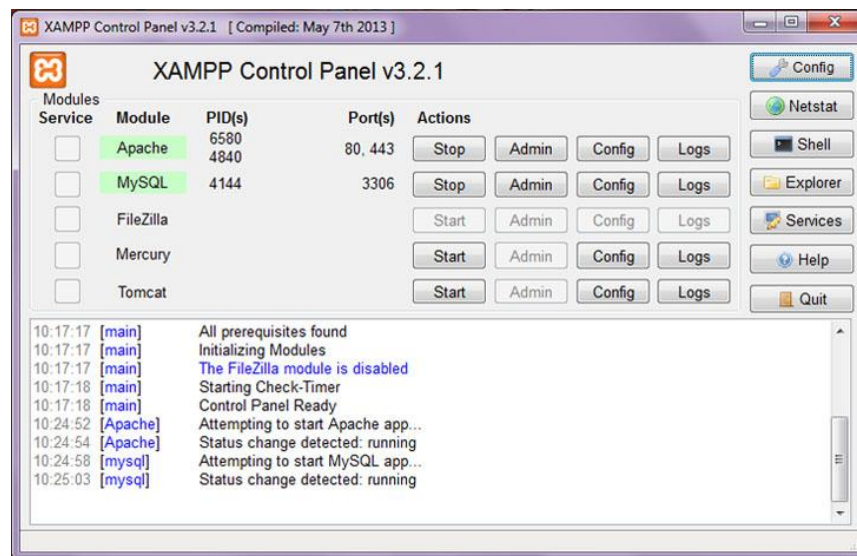 XAMPP Control Panel v3.2.1 [ Compiled: May 7th 2013 ]
XAMPP Control Panel v3.2.1
Config
Modules
Service Module PID(s) Port(s) Actions
Netstat
Apache 6580 4840 80, 443 Stop Admin Config Logs
Shell
MySQL 4144 3306 Stop Admin Config Logs
Explorer
FileZilla Start Admin Config Logs
Services
Mercury Start Admin Config Logs
Help
Tomcat Start Admin Config Logs
Quit
10:17:17 [main] All prerequisites found
10:17:17 [main] Initializing Modules
10:17:17 [main] The FileZilla module is disabled
10:17:18 [main] Starting Check-Timer
10:17:18 [main] Control Panel Ready
10:24:52 [Apache] Attempting to start Apache app...
10:24:54 [Apache] Status change detected: running
10:24:58 [mysql] Attempting to start MySQL app...
10:25:03 [mysql] Status change detected: running